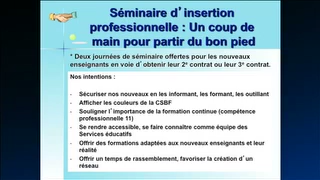 Séminaire d'insertion
professionnelle : Un coup de
main pour partir du bon pied
* Deux journées de séminaire offertes pour les nouveaux
enseignants en voie d'obtenir leur 2e contrat ou leur 3e contrat.
Nos intentions :
- Sécuriser nos nouveaux en les informant, les formant, les outillant
- Afficher les couleurs de la CSBF
- Souligner l'importance de la formation continue (compétence
professionnelle 11)
- Se rendre accessible, se faire connaître comme équipe des
Services éducatifs
- Offrir des formations adaptées aux nouveaux enseignants et leur
réalité
- Offrir un temps de rassemblement, favoriser la création d'un
réseau